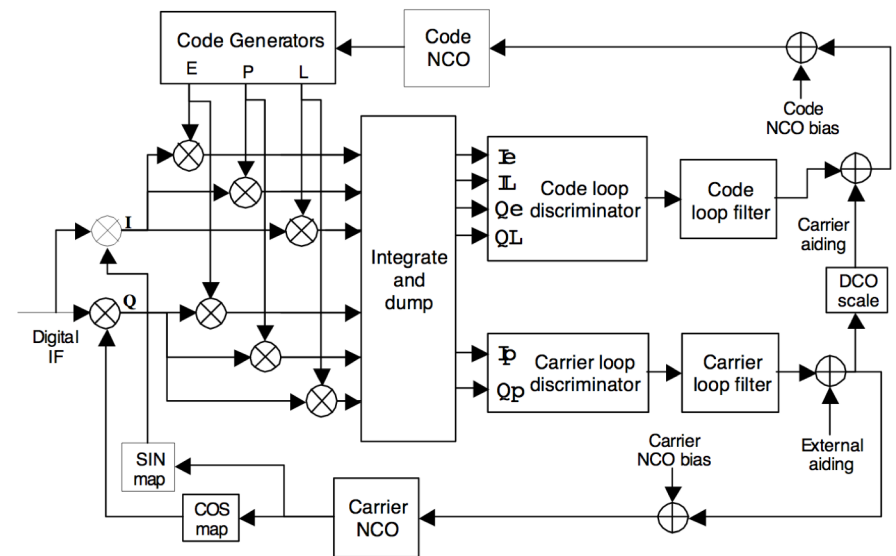 Code Generators
E P L
Code
NCO
Code
NCO bias
Ie
IL
Qe
QL
Code loop
discriminator
Code
loop filter
Carrier
aiding
I
Integrate
and
dump
DCO
scale
Q
Digital
IF
Ip
Qp
Carrier loop
discriminator
Carrier
loop filter
External
aiding
SIN
map
Carrier
NCO bias
COS
map
Carrier
NCO